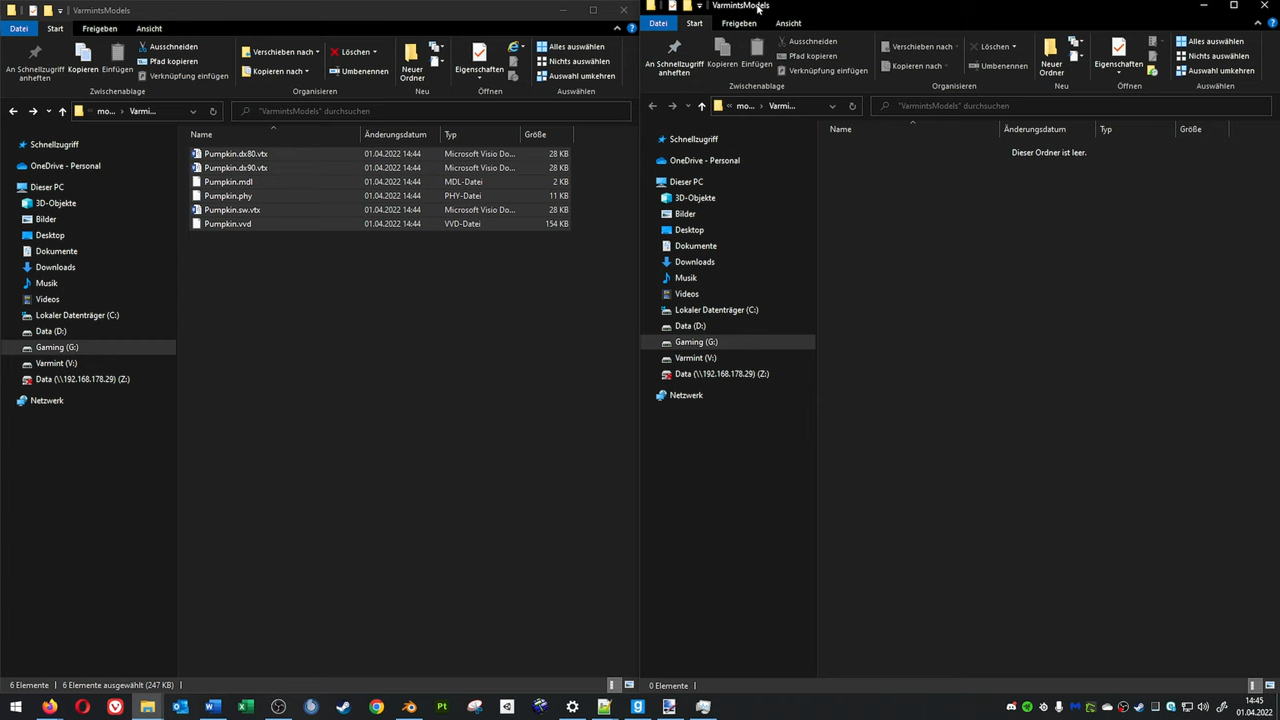 VarmintsModels
Datei Start Freigeben Ansicht
An Schnellzugriff anheften
Kopieren
Einfügen
Ausschneiden
Pfad kopieren
Verknüpfung einfügen
Zwischenablage
Verschieben nach
Kopieren nach
Löschen
Umbenennen
Organisieren
Neuer Ordner
Neu
Eigenschaften
Öffnen
Alles auswählen
Nichts auswählen
Auswahl umkehren
Auswählen
« mo... > Varmi...
"VarmintsModels" durchsuchen
Schnellzugriff
OneDrive - Personal
Dieser PC
3D-Objekte
Bilder
Desktop
Dokumente
Downloads
Musik
Videos
Lokaler Datenträger (C:)
Data (D:)
Gaming (G:)
Varmint (V:)
Data (\\192.168.178.29) (Z:)
Netzwerk
Name Änderungsdatum Typ Größe
Pumpkin.dx80.vtx 01.04.2022 14:44 Microsoft Visio Do... 28 KB
Pumpkin.dx90.vtx 01.04.2022 14:44 Microsoft Visio Do... 28 KB
Pumpkin.mdl 01.04.2022 14:44 MDL-Datei 2 KB
Pumpkin.phy 01.04.2022 14:44 PHY-Datei 11 KB
Pumpkin.sw.vtx 01.04.2022 14:44 Microsoft Visio Do... 28 KB
Pumpkin.vvd 01.04.2022 14:44 VVD-Datei 154 KB
6 Elemente 6 Elemente ausgewählt (247 KB)
VarmintsModels
Datei Start Freigeben Ansicht
An Schnellzugriff anheften
Kopieren
Einfügen
Ausschneiden
Pfad kopieren
Verknüpfung einfügen
Zwischenablage
Verschieben nach
Kopieren nach
Löschen
Umbenennen
Organisieren
Neuer Ordner
Neu
Eigenschaften
Öffnen
Alles auswählen
Nichts auswählen
Auswahl umkehren
Auswählen
« mo... > Varmi...
"VarmintsModels" durchsuchen
Schnellzugriff
OneDrive - Personal
Dieser PC
3D-Objekte
Bilder
Desktop
Dokumente
Downloads
Musik
Videos
Lokaler Datenträger (C:)
Data (D:)
Gaming (G:)
Varmint (V:)
Data (\\192.168.178.29) (Z:)
Netzwerk
Name Änderungsdatum Typ Größe
Dieser Ordner ist leer.
0 Elemente
Pt
14:45
01.04.2022